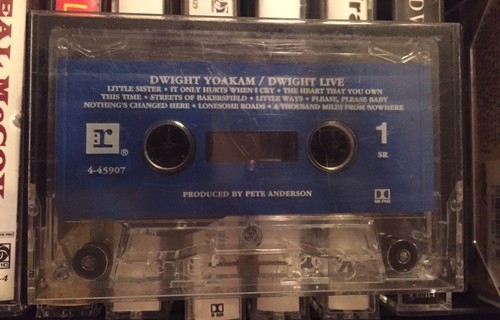 DWIGHT YOAKAM / DWIGHT LIVE
LITTLE SISTER • IT ONLY HURTS WHEN I CRY • THE HEART THAT YOU OWN
THIS TIME • STREETS OF BAKERSFIELD • LITTLE WAYS • PLEASE, PLEASE BABY
NOTHING'S CHANGED HERE • LONESOME ROADS • A THOUSAND MILES FROM NOWHERE
r ®
4-45907
1
SR
PRODUCED BY PETE ANDERSON
EAL McCOY